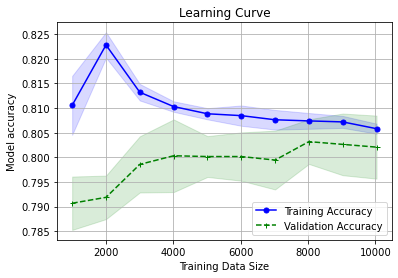 Learning Curve
0.825
0.820
0.815
0.810
0.805
0.800
0.795
0.790
0.785
Model accuracy
Training Accuracy
Validation Accuracy
2000 4000 6000 8000 10000
Training Data Size